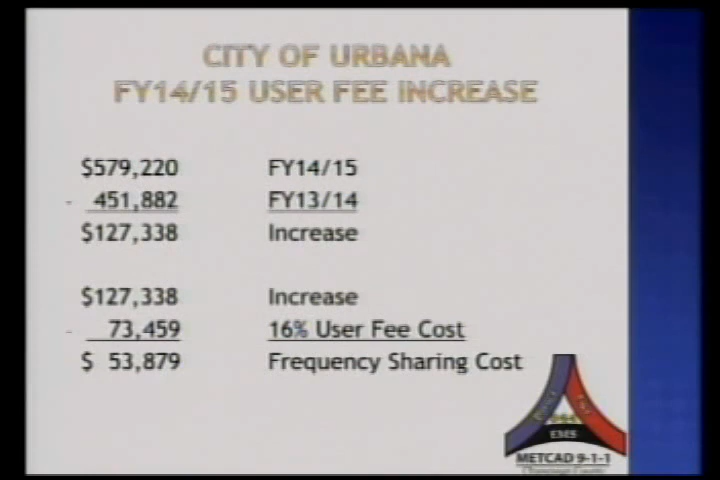 CITY OF URBANA
FY14/15 USER FEE INCREASE
$579,220 FY14/15
- 451,882 FY13/14
$127,338 Increase
$127,338 Increase
- 73,459 16% User Fee Cost
$ 53,879 Frequency Sharing Cost
EMS
METCAD 9-1-1